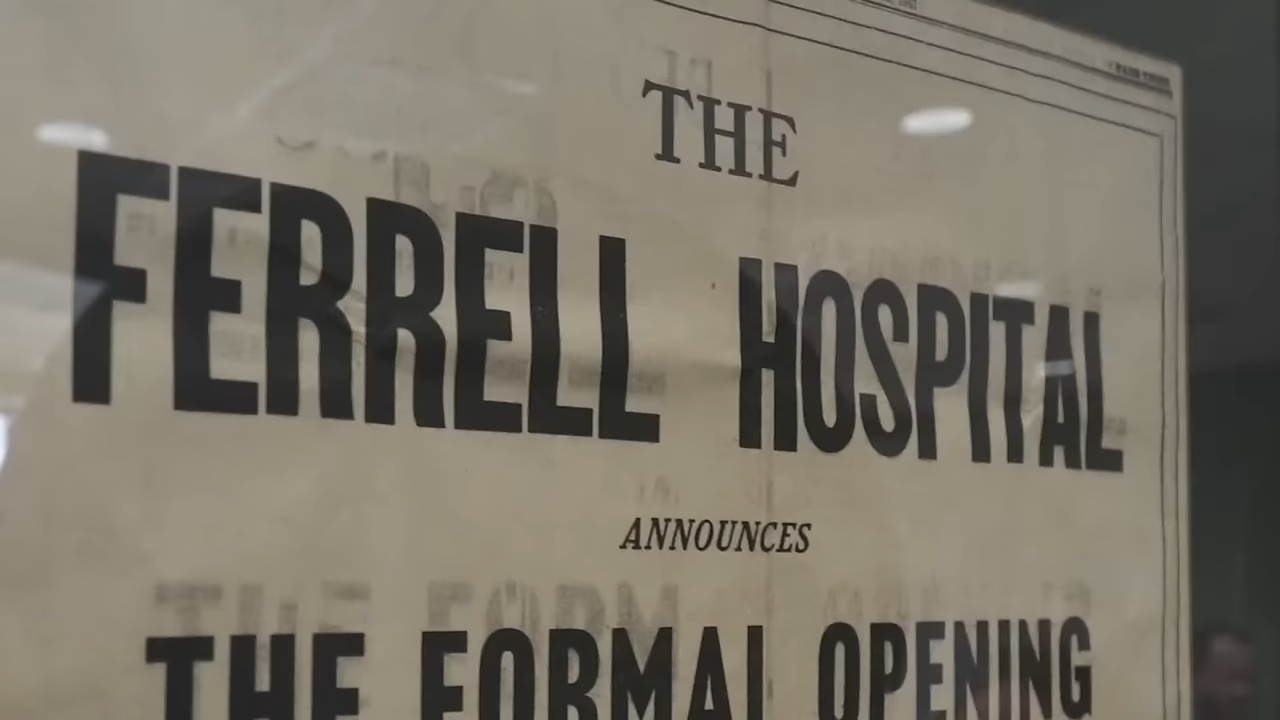 THE
FERRELL HOSPITAL
ANNOUNCES
THE FORMAL OPENING